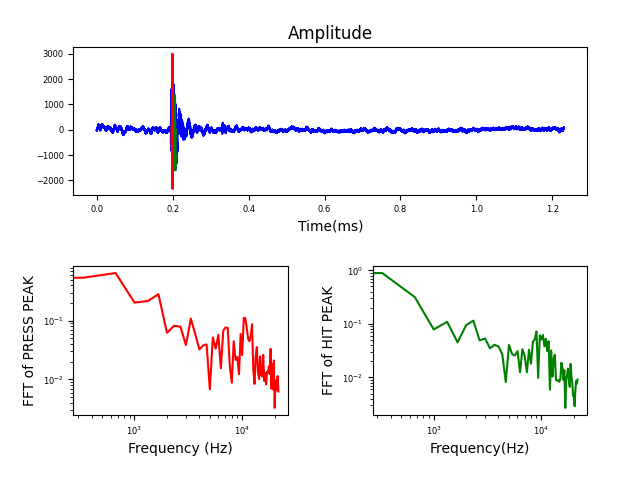 Amplitude
3000
2000
1000
0
−1000
−2000
0.0 0.2 0.4 0.6 0.8 1.0 1.2
Time(ms)
FFT of PRESS PEAK
10⁻¹
10⁻²
10³ 10⁴
Frequency (Hz)
FFT of HIT PEAK
10⁰
10⁻¹
10⁻²
10³ 10⁴
Frequency(Hz)